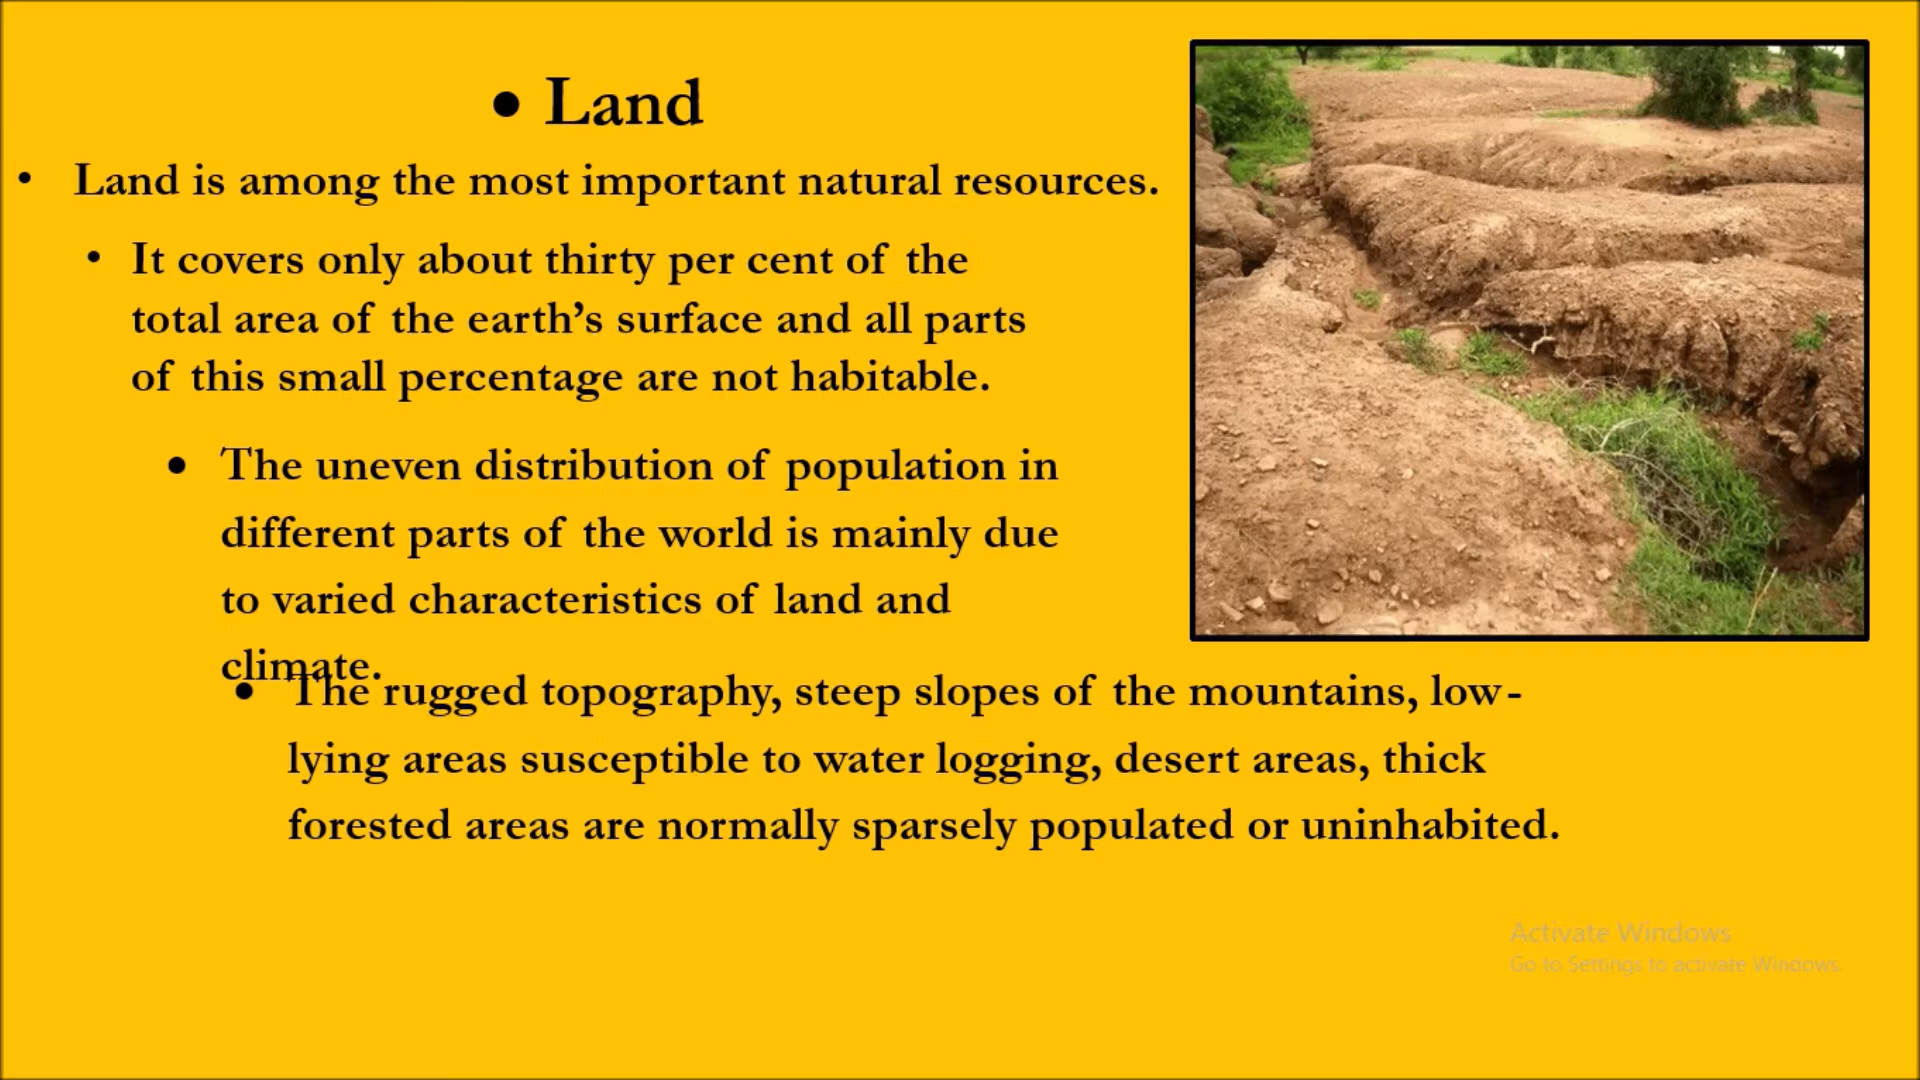 • Land
• Land is among the most important natural resources.
• It covers only about thirty per cent of the
total area of the earth’s surface and all parts
of this small percentage are not habitable.
• The uneven distribution of population in
different parts of the world is mainly due
to varied characteristics of land and
climate.
• The rugged topography, steep slopes of the mountains, low-
lying areas susceptible to water logging, desert areas, thick
forested areas are normally sparsely populated or uninhabited.
Activate Windows
Go to Settings to activate Windows.